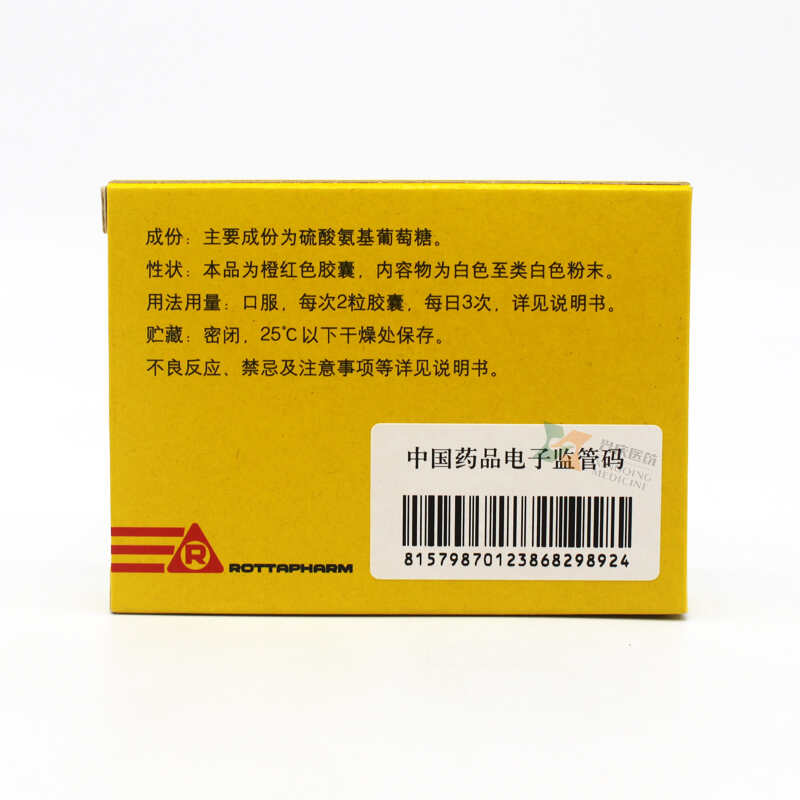 成份：主要成份为硫酸氨基葡萄糖。
性状：本品为橙红色胶囊，内容物为白色至类白色粉末。
用法用量：口服，每次2粒胶囊，每日3次，详见说明书。
贮藏：密闭，25℃以下干燥处保存。
不良反应、禁忌及注意事项等详见说明书。
中国药品电子监管码
81579870123868298924
R
ROTTAPHARM
MEDICINE